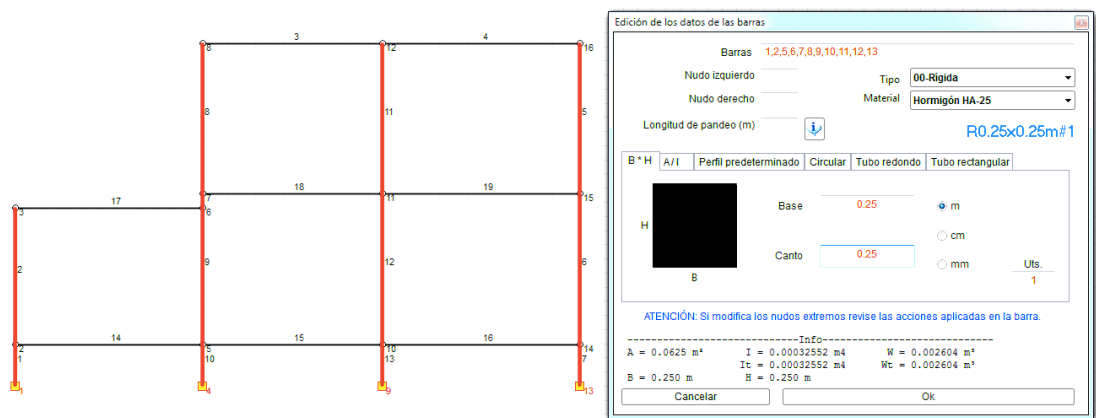 3
4
8
12
16
8
11
5
18
19
17
7
11
15
3
6
2
9
12
6
14
15
16
2
5
10
14
1
10
13
7
1
4
9
13
Edición de los datos de las barras
Barras 1,2,5,6,7,8,9,10,11,12,13
Nudo izquierdo
Tipo 00-Rigida
Nudo derecho
Material Hormigón HA-25
Longitud de pandeo (m)
R0.25x0.25m#1
B * H A / I Perfil predeterminado Circular Tubo redondo Tubo rectangular
Base 0.25 m
H
cm
Canto 0.25 mm Uts.
B 1
ATENCIÓN: Si modifica los nudos extremos revise las acciones aplicadas en la barra.
----------------------------Info----------------------------
A = 0.0625 m² I = 0.00032552 m4 W = 0.002604 m³
It = 0.00032552 m4 Wt = 0.002604 m³
B = 0.250 m H = 0.250 m
Cancelar Ok